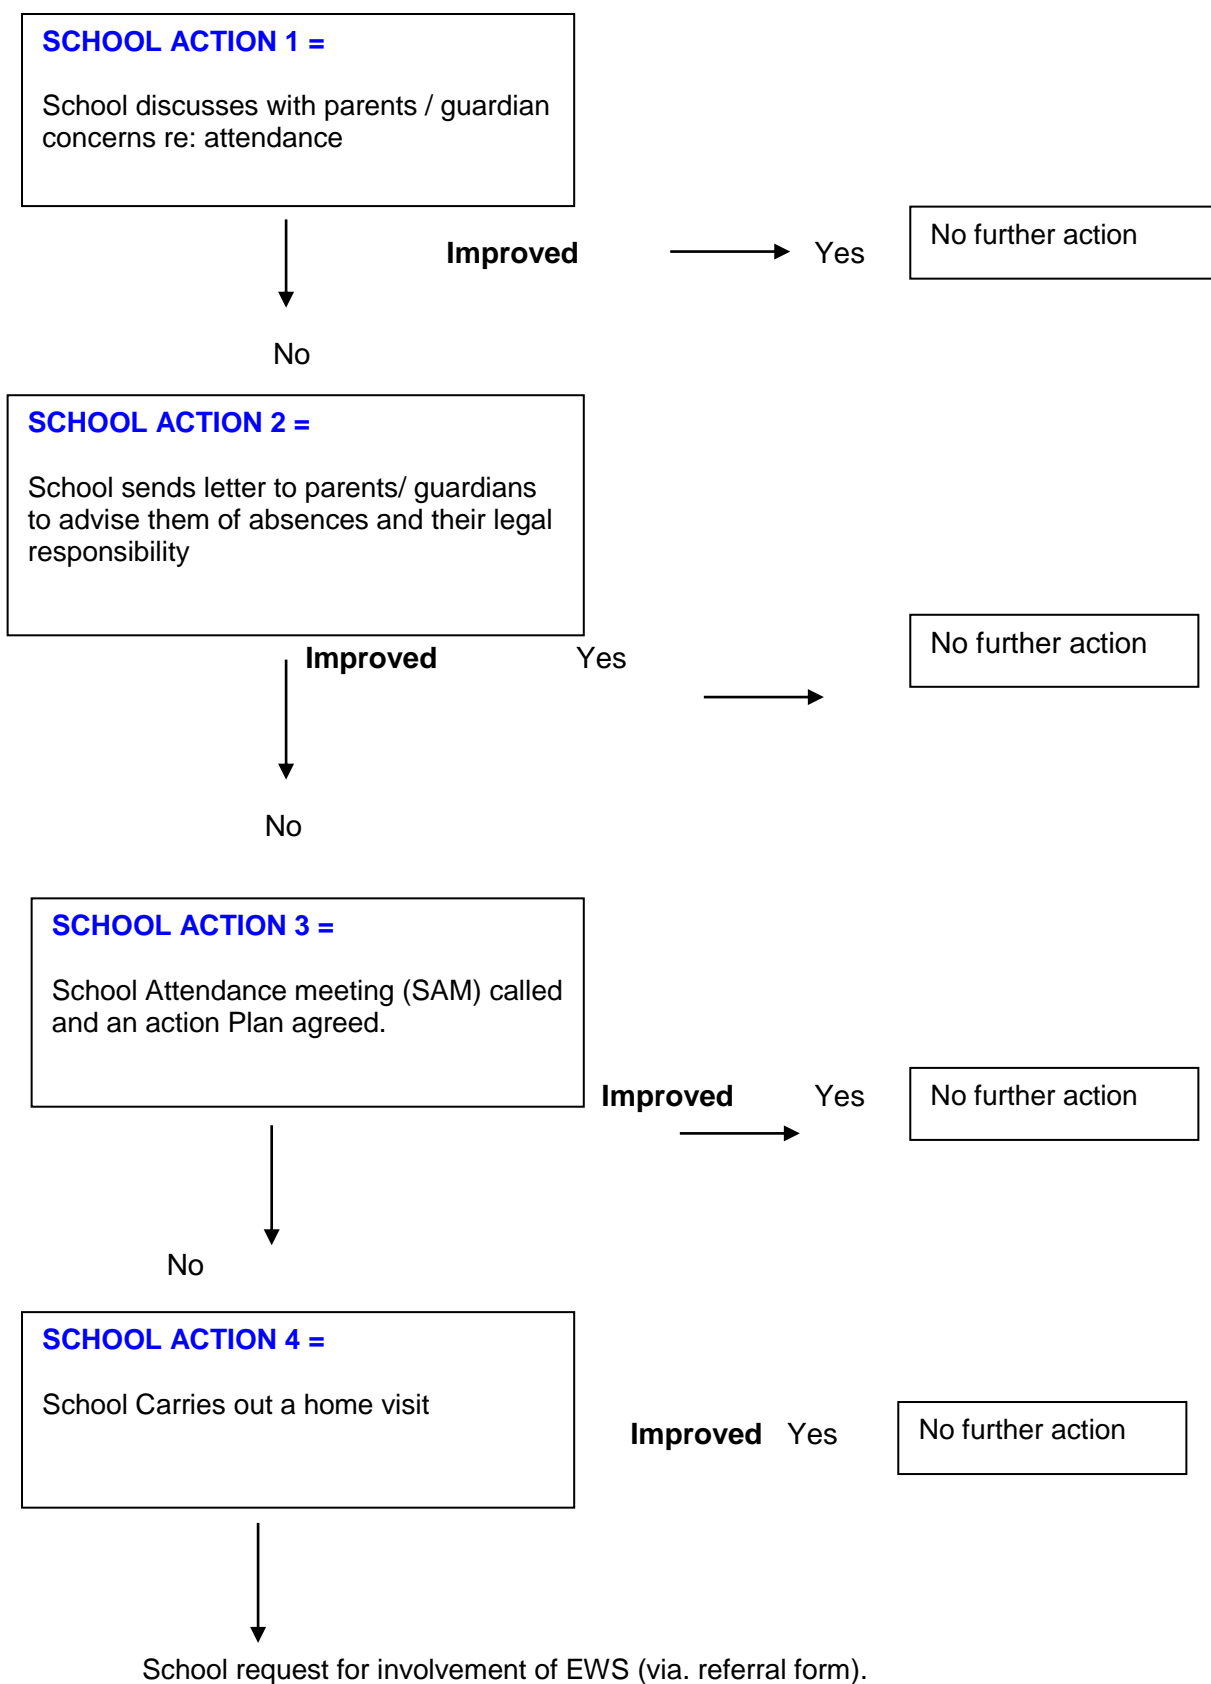 SCHOOL ACTION 1 =
School discusses with parents / guardian
concerns re: attendance
Improved Yes No further action
No
SCHOOL ACTION 2 =
School sends letter to parents/ guardians
to advise them of absences and their legal
responsibility
Improved Yes No further action
No
SCHOOL ACTION 3 =
School Attendance meeting (SAM) called
and an action Plan agreed.
Improved Yes No further action
No
SCHOOL ACTION 4 =
School Carries out a home visit
Improved Yes No further action
School request for involvement of EWS (via. referral form).